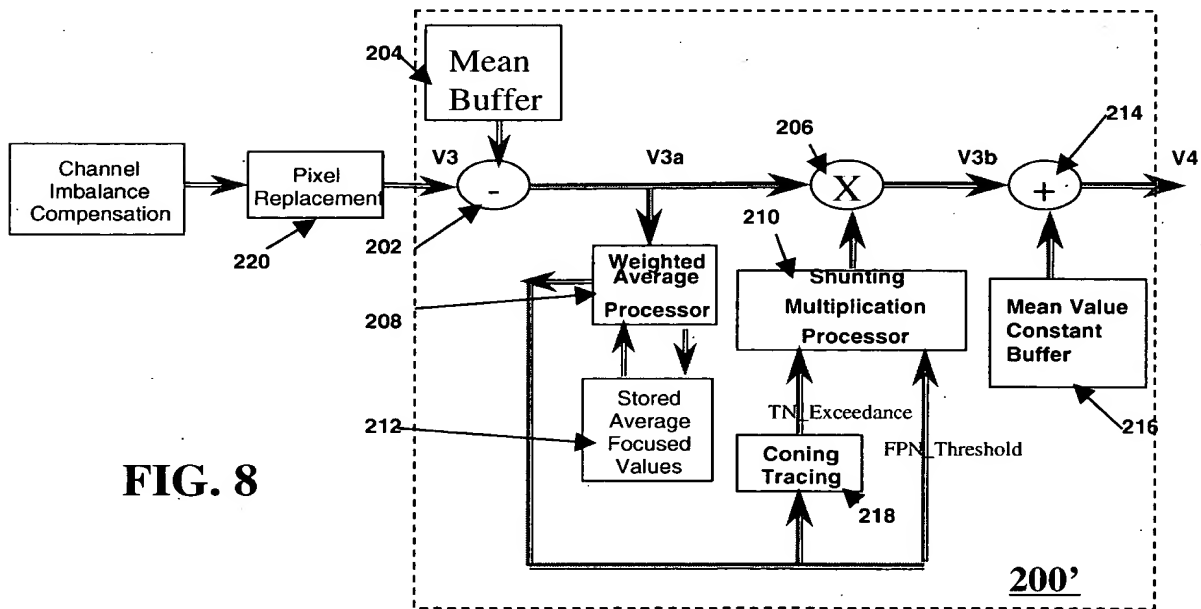 204
Mean
Buffer
206
214
V3
V3a
V3b
V4
Channel
Imbalance
Compensation
Pixel
Replacement
-
X
+
220
202
210
Weighted
Average
Processor
Shunting
Multiplication
Processor
Mean Value
Constant
Buffer
208
212
Stored
Average
Focused
Values
TN_Exceedance
FPN_Threshold
216
Coning
Tracing
218
FIG. 8
200'